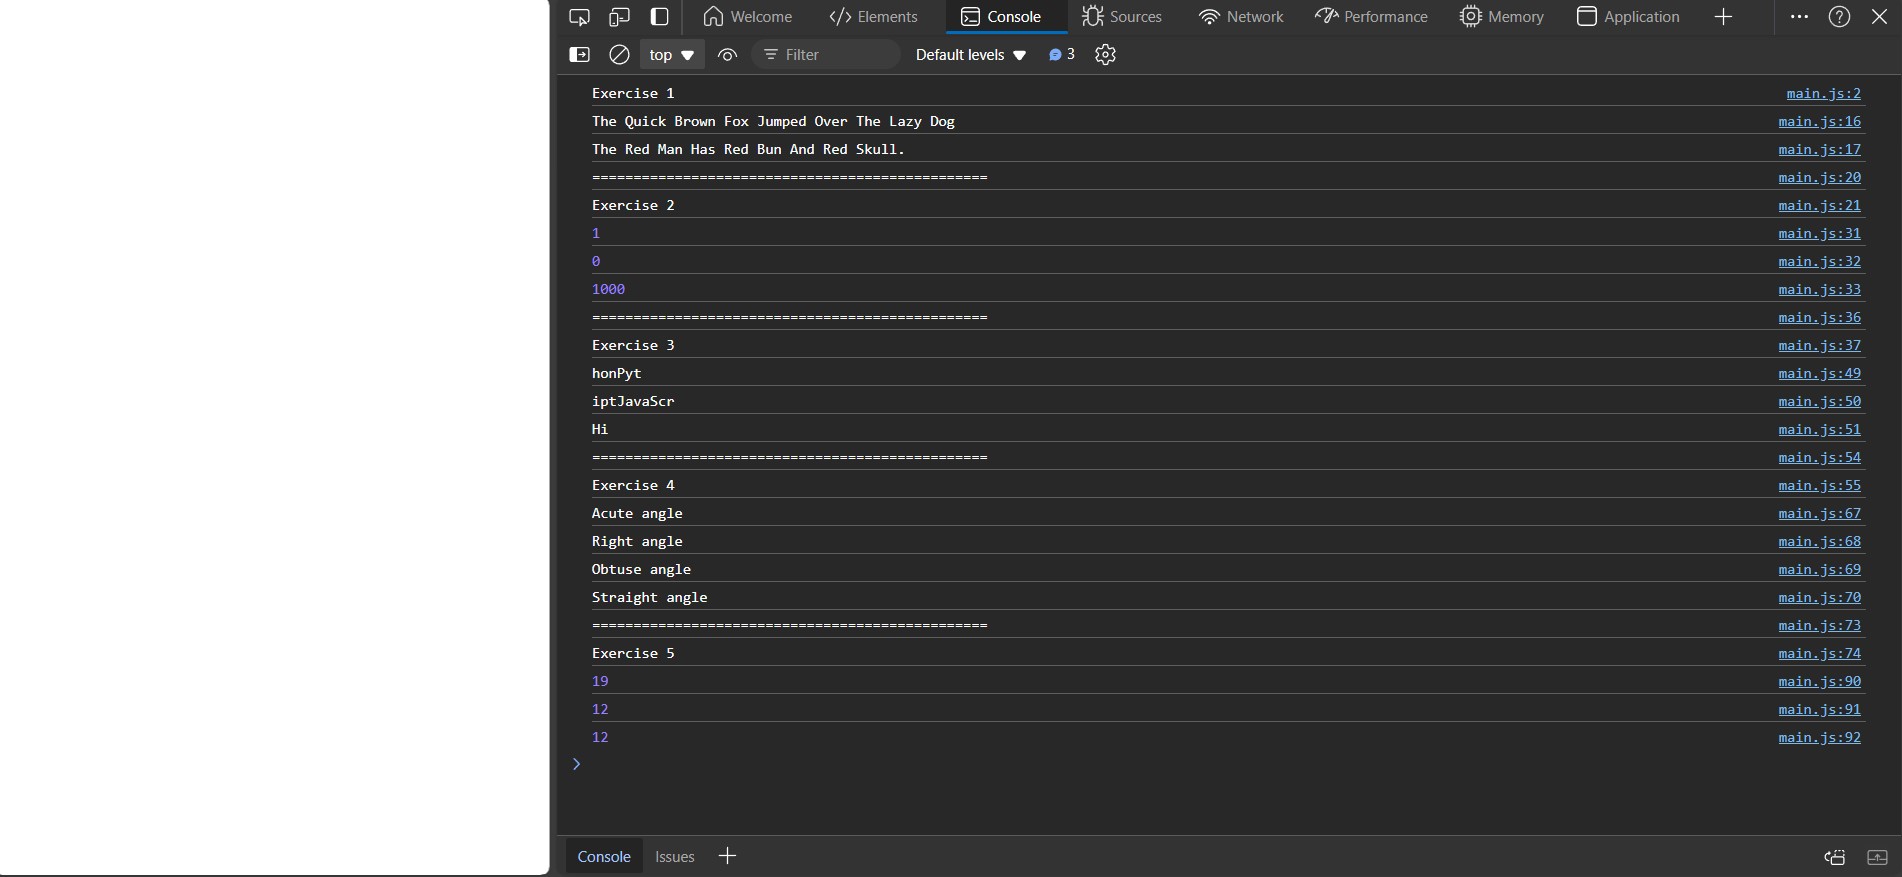 Welcome Elements Console Sources Network Performance Memory Application
top Filter Default levels 3
Exercise 1 main.js:2
The Quick Brown Fox Jumped Over The Lazy Dog main.js:16
The Red Man Has Red Bun And Red Skull. main.js:17
================================================ main.js:20
Exercise 2 main.js:21
1 main.js:31
0 main.js:32
1000 main.js:33
================================================ main.js:36
Exercise 3 main.js:37
honPyt main.js:49
iptJavaScr main.js:50
Hi main.js:51
================================================ main.js:54
Exercise 4 main.js:55
Acute angle main.js:67
Right angle main.js:68
Obtuse angle main.js:69
Straight angle main.js:70
================================================ main.js:73
Exercise 5 main.js:74
19 main.js:90
12 main.js:91
12 main.js:92
Console Issues